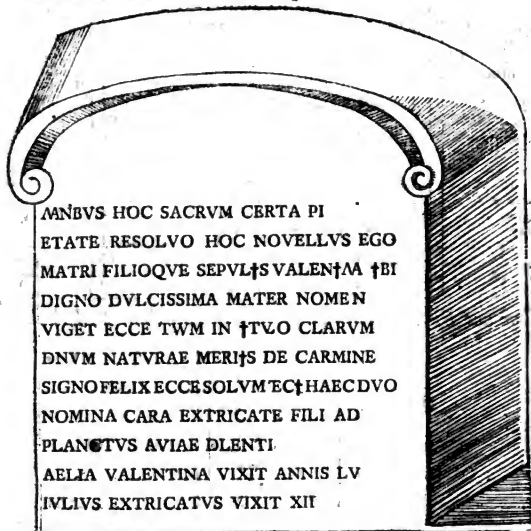 MNBVS HOC SACRVM CERTA PI
ETATE RESOLVO HOC NOVELLVS EGO
MATRI FILIOQVE SEPVL†S VALEN†M †BI
DIGNO DVLCISSIMA MATER NOMEN
VIGET ECCE TWM IN †TVLO CLARVM
DNVM NATVRAE MERI†S DE CARMINE
SIGNO FELIX ECCE SOLVM TEC† HAEC DVO
NOMINA CARA EXTRICATE FILI AD
PLANCTVS AVIAE DLENTI
AELIA VALENTINA VIXIT ANNIS LV
IVLIVS EXTRICATVS VIXIT XII